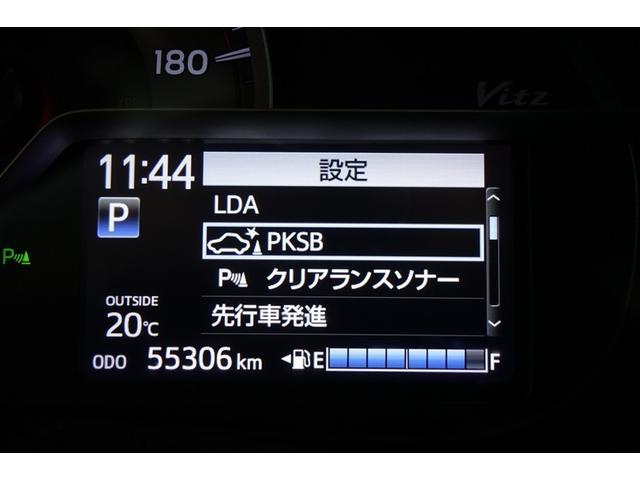 180
Vitz
11:44
設定
LDA
P
PKSB
P クリアランスソナー
P
OUTSIDE
20℃
先行車発進
ODO 55306 km
E F